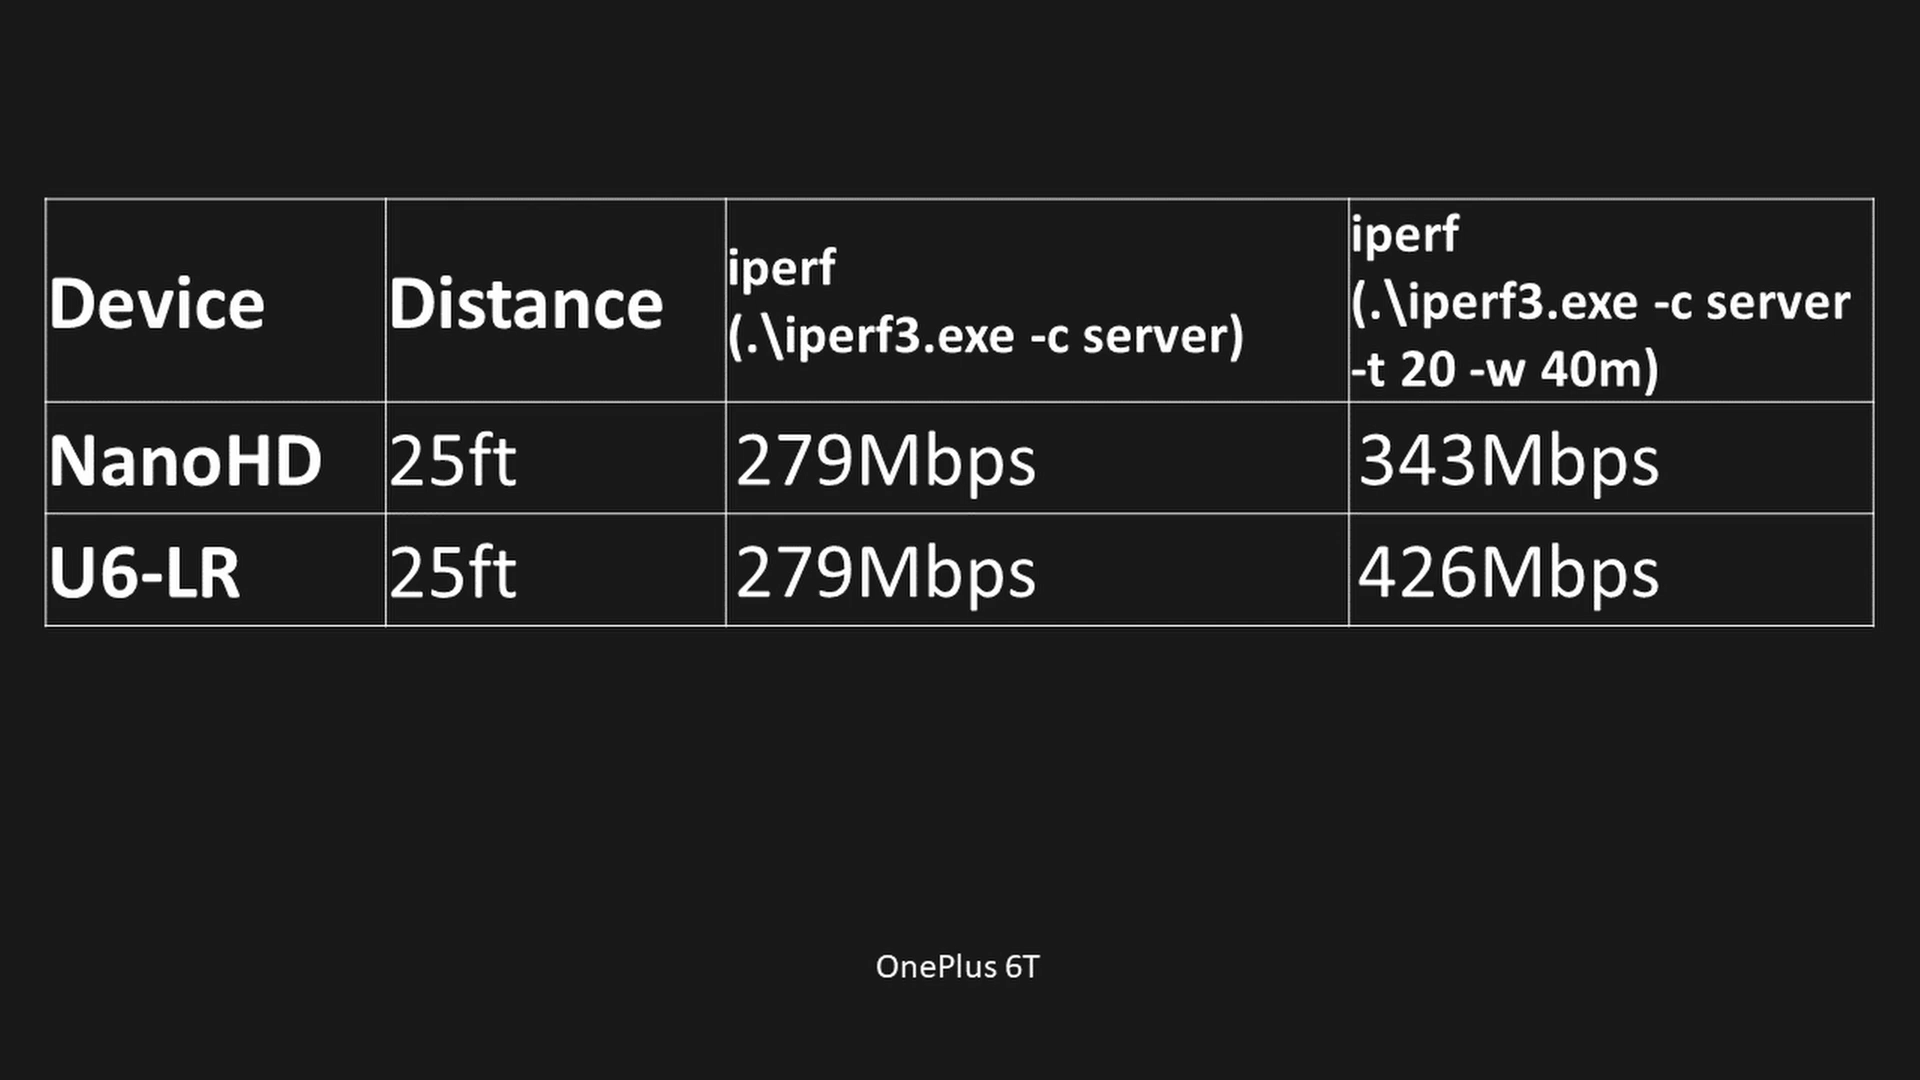 Device Distance iperf (.\iperf3.exe -c server) iperf (.\iperf3.exe -c server -t 20 -w 40m)
NanoHD 25ft 279Mbps 343Mbps
U6-LR 25ft 279Mbps 426Mbps
OnePlus 6T